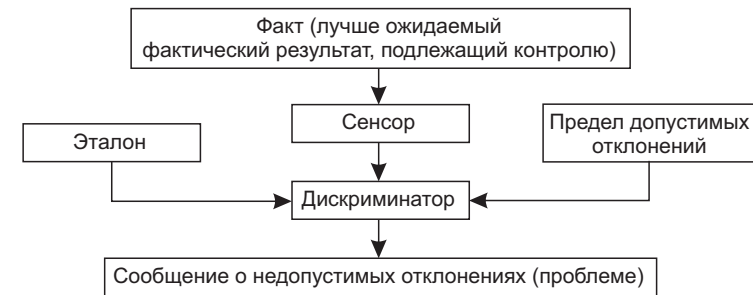 Факт (лучше ожидаемый
фактический результат, подлежащий контролю)
Сенсор
Эталон
Предел допустимых
отклонений
Дискриминатор
Сообщение о недопустимых отклонениях (проблеме)